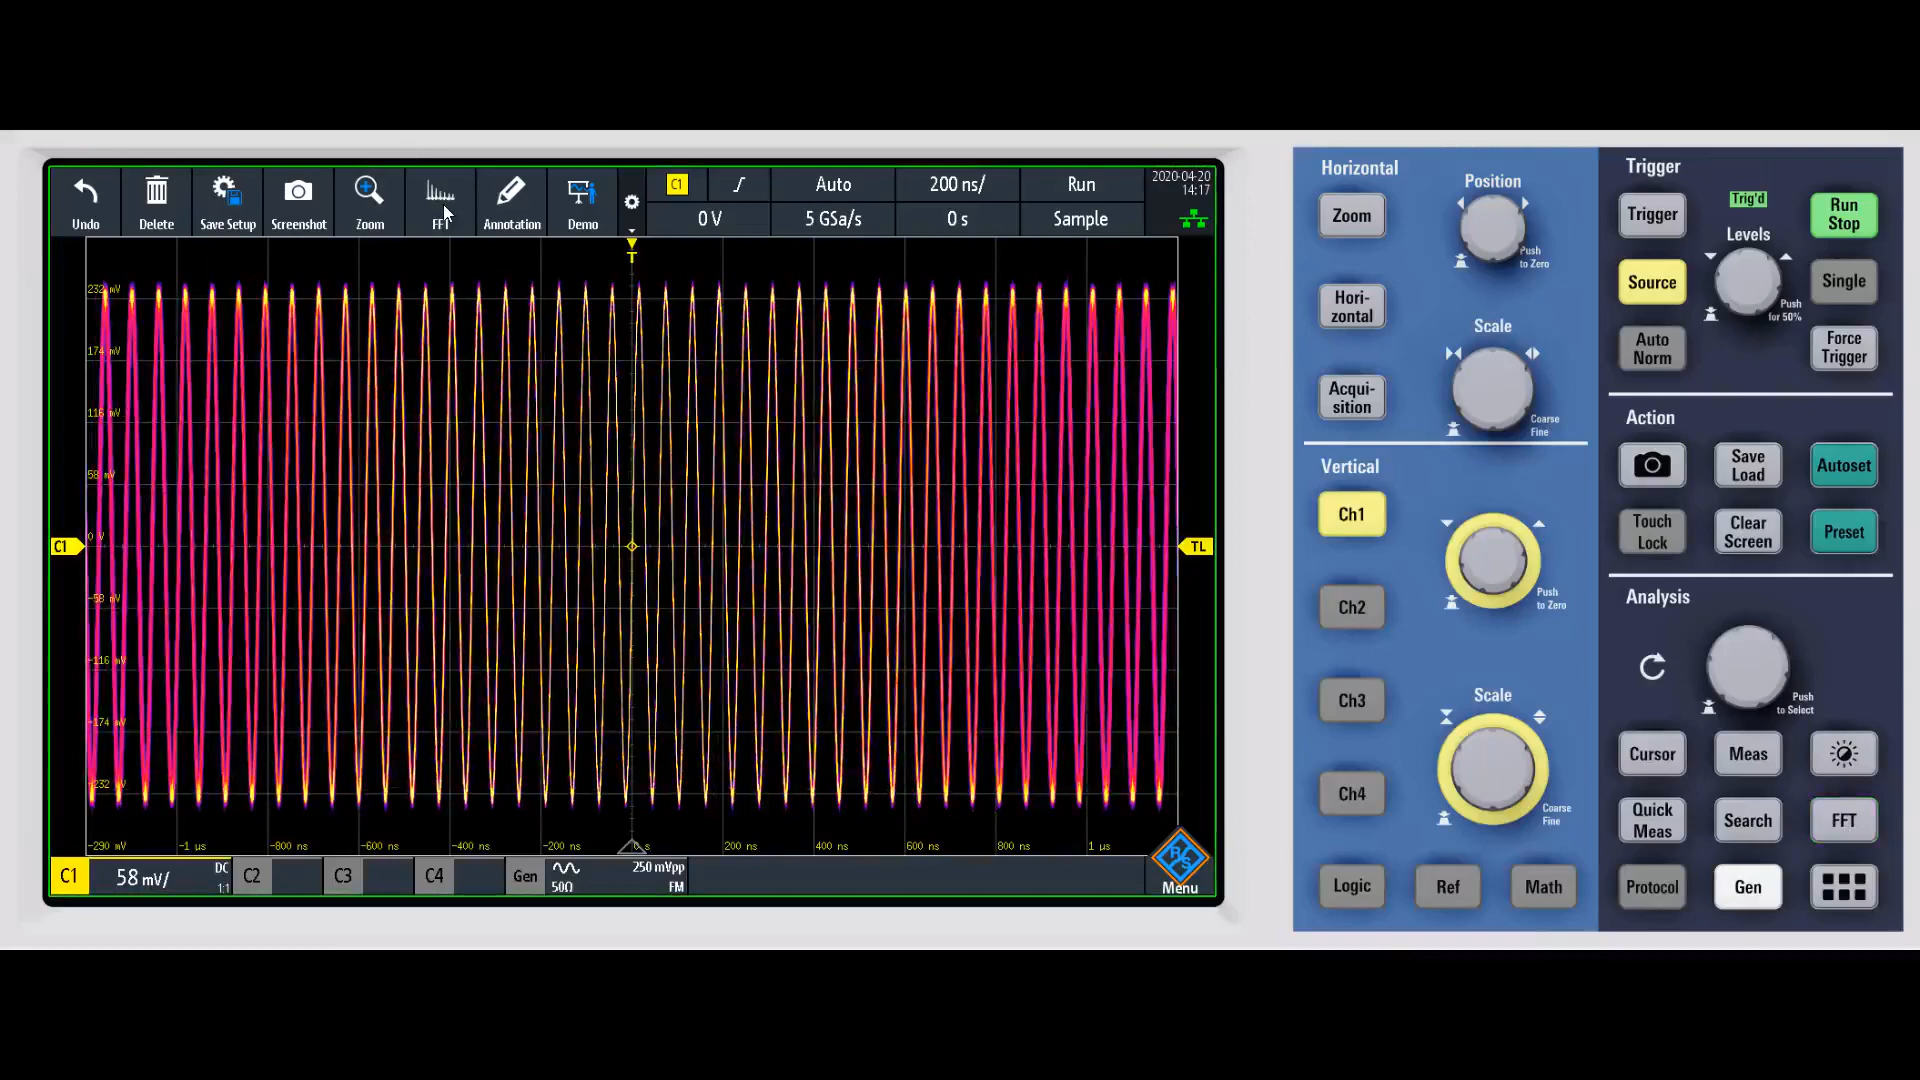 Undo
Delete
Save Setup
Screenshot
Zoom
FFT
Annotation
Demo
C1
Auto
200 ns/
Run
0 V
5 GSa/s
0 s
Sample
2020-04-20
14:17
T
232 mV
174 mV
116 mV
58 mV
0 V
-58 mV
-116 mV
-174 mV
-232 mV
-290 mV
C1
TL
-1 µs
-800 ns
-600 ns
-400 ns
-200 ns
0 s
200 ns
400 ns
600 ns
800 ns
1 µs
C1
58 mV/
DC
1:1
C2
C3
C4
Gen
50Ω
250 mVpp
FM
R S
Menu
Horizontal
Zoom
Position
Push
to Zero
Hori-
zontal
Scale
Acqui-
sition
Coarse
Fine
Vertical
Ch1
Push
to Zero
Ch2
Ch3
Scale
Ch4
Coarse
Fine
Logic
Ref
Math
Trigger
Trigger
Trig'd
Run
Stop
Levels
Source
Single
Push
for 50%
Auto
Norm
Force
Trigger
Action
Save
Load
Autoset
Touch
Lock
Clear
Screen
Preset
Analysis
Push
to Select
Cursor
Meas
Quick
Meas
Search
FFT
Protocol
Gen